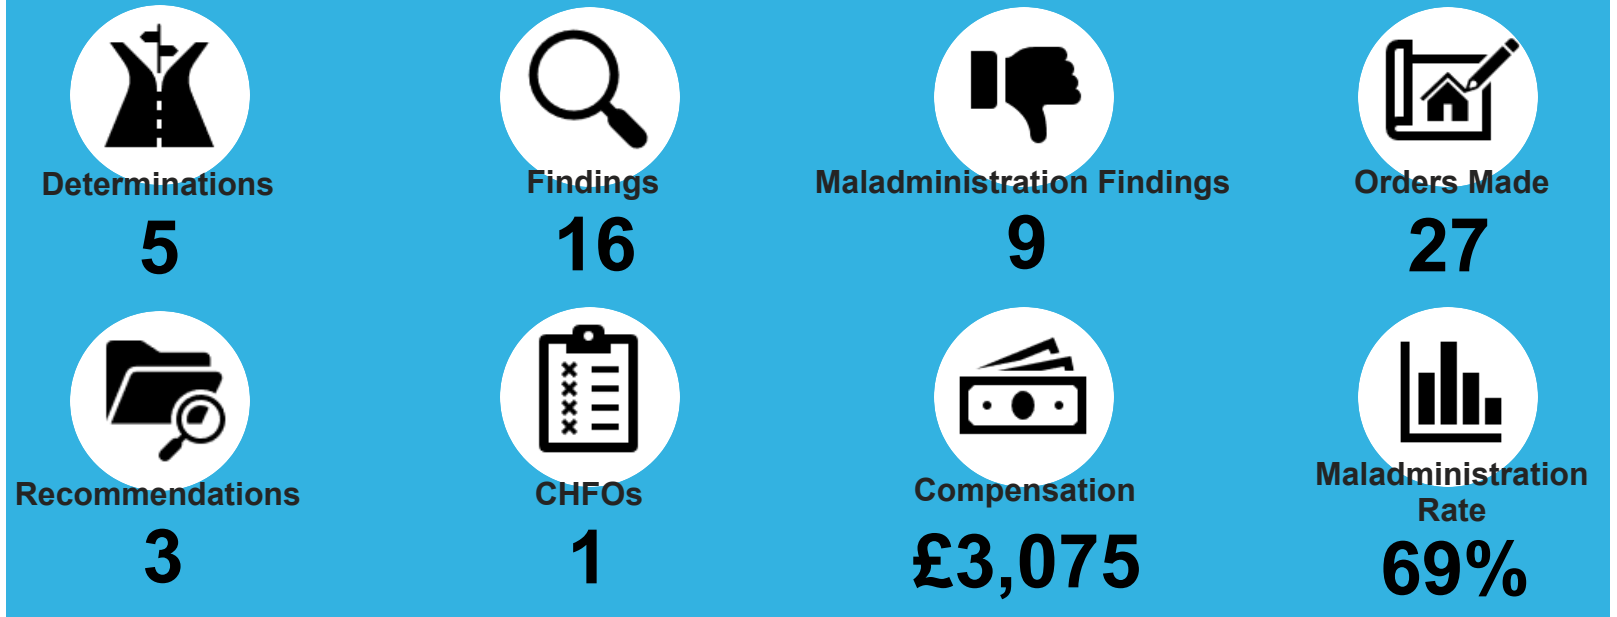 Determinations
5
Findings
16
Maladministration Findings
9
Orders Made
27
Recommendations
3
CHFOs
1
Compensation
£3,075
Maladministration
Rate
69%